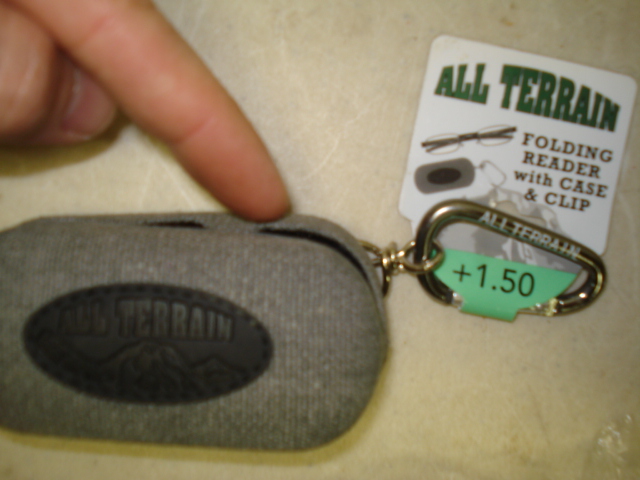 ALL TERRAIN
FOLDING
READER
with CASE
& CLIP
ALL TERRAIN
+1.50
ALL TERRAIN